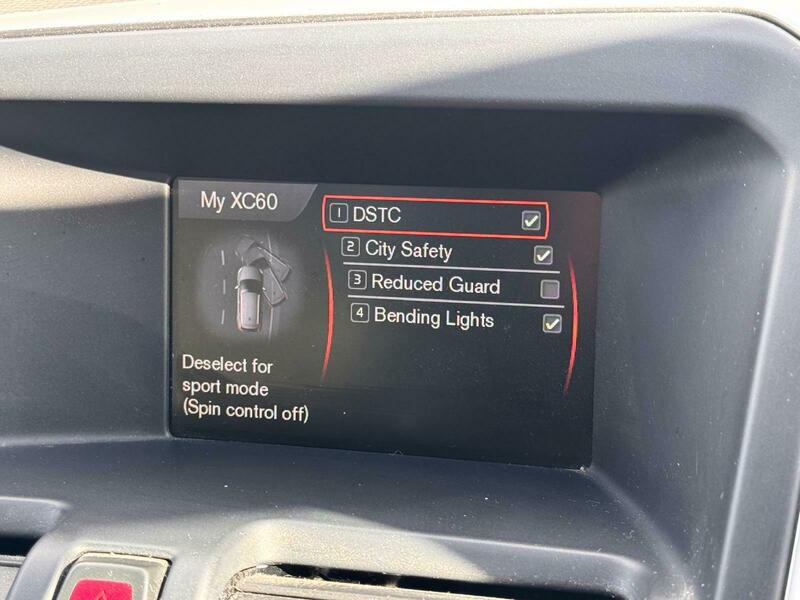 My XC60
1 DSTC
2 City Safety
3 Reduced Guard
4 Bending Lights
Deselect for
sport mode
(Spin control off)